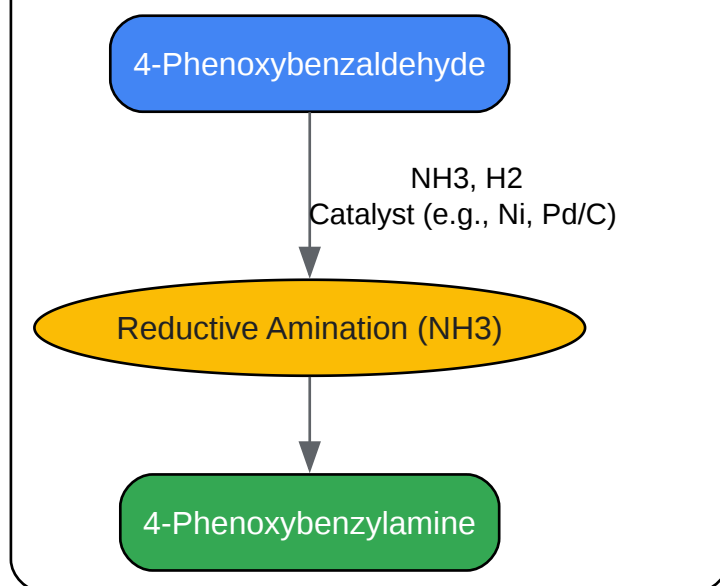 4-Phenoxybenzaldehyde
NH3, H2
Catalyst (e.g., Ni, Pd/C)
Reductive Amination (NH3)
4-Phenoxybenzylamine